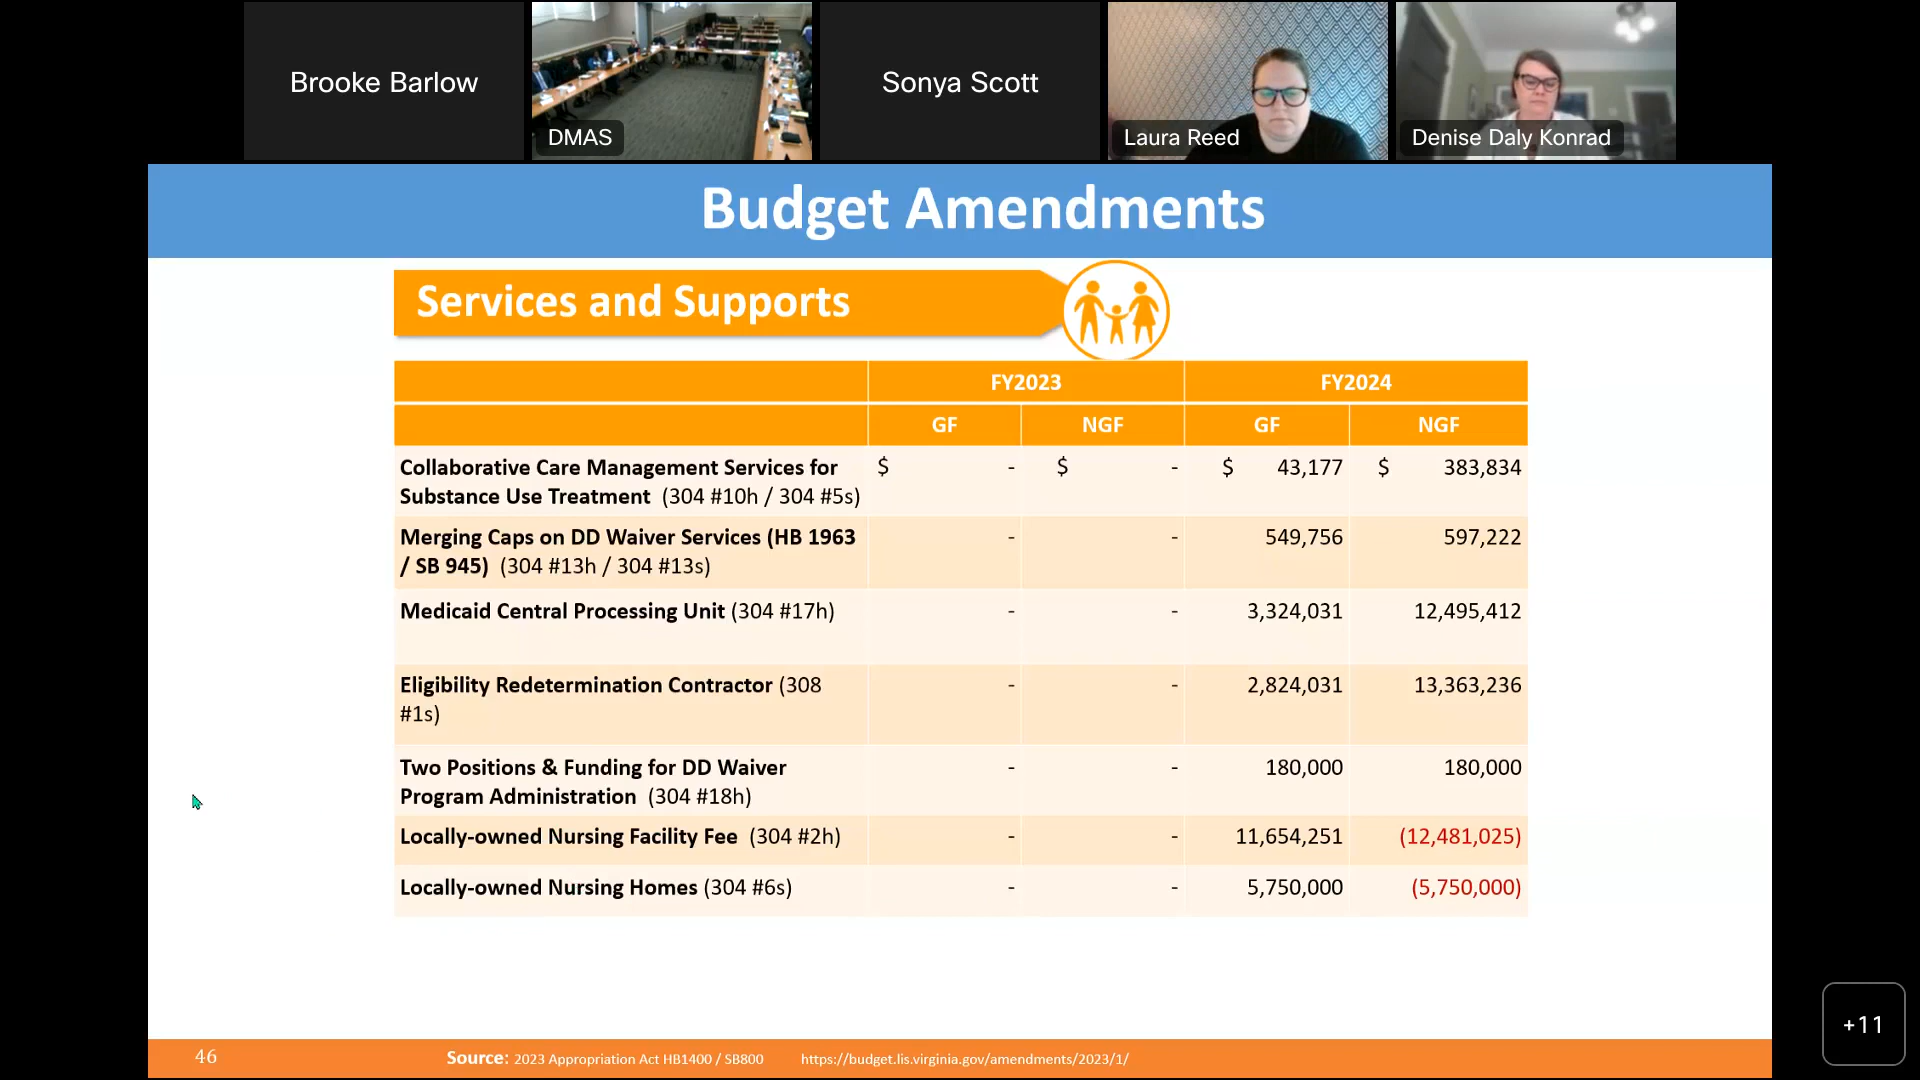 Brooke Barlow
DMAS
Sonya Scott
Laura Reed
Denise Daly Konrad
Budget Amendments
Services and Supports
FY2023 FY2024
GF NGF GF NGF
Collaborative Care Management Services for $ - $ - $ 43,177 $ 383,834
Substance Use Treatment (304 #10h / 304 #5s)
Merging Caps on DD Waiver Services (HB 1963 - - 549,756 597,222
/ SB 945) (304 #13h / 304 #13s)
Medicaid Central Processing Unit (304 #17h) - - 3,324,031 12,495,412
Eligibility Redetermination Contractor (308 - - 2,824,031 13,363,236
#1s)
Two Positions & Funding for DD Waiver - - 180,000 180,000
Program Administration (304 #18h)
Locally-owned Nursing Facility Fee (304 #2h) - - 11,654,251 (12,481,025)
Locally-owned Nursing Homes (304 #6s) - - 5,750,000 (5,750,000)
+11
46 Source: 2023 Appropriation Act HB1400 / SB800 https://budget.lis.virginia.gov/amendments/2023/1/